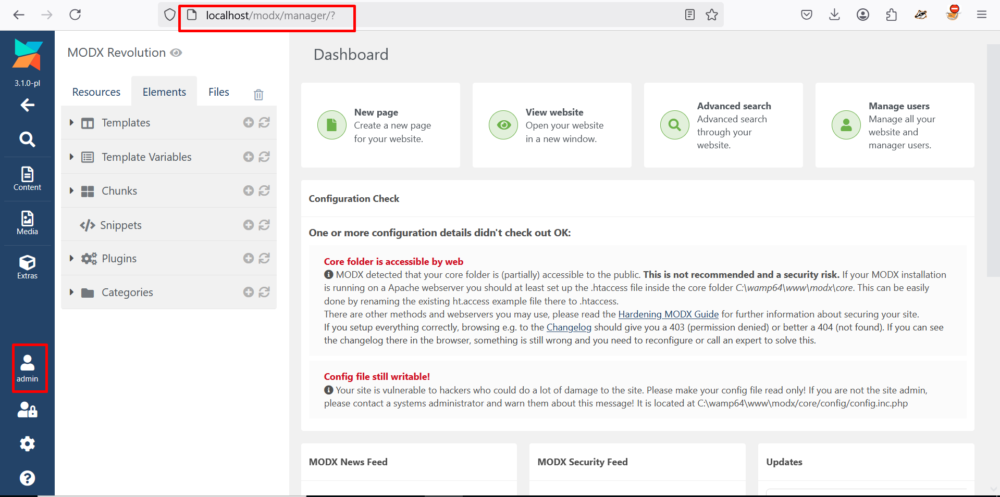 localhost/modx/manager/?
3.1.0-pl
Content
Media
Extras
admin
MODX Revolution
Resources
Elements
Files
Templates
Template Variables
Chunks
Snippets
Plugins
Categories
Dashboard
New page
Create a new page
for your website.
View website
Open your website
in a new window.
Advanced search
Advanced search
through your
website.
Manage users
Manage all your
website and
manager users.
Configuration Check
One or more configuration details didn't check out OK:
Core folder is accessible by web
MODX detected that your core folder is (partially) accessible to the public. This is not recommended and a security risk. If your MODX installation
is running on a Apache webserver you should at least set up the .htaccess file inside the core folder C:\wamp64\www\modx\core. This can be easily
done by renaming the existing ht.access example file there to .htaccess.
There are other methods and webservers you may use, please read the Hardening MODX Guide for further information about securing your site.
If you setup everything correctly, browsing e.g. to the Changelog should give you a 403 (permission denied) or better a 404 (not found). If you can see
the changelog there in the browser, something is still wrong and you need to reconfigure or call an expert to solve this.
Config file still writable!
Your site is vulnerable to hackers who could do a lot of damage to the site. Please make your config file read only! If you are not the site admin,
please contact a systems administrator and warn them about this message! It is located at C:\wamp64\www\modx/core/config/config.inc.php
MODX News Feed
MODX Security Feed
Updates